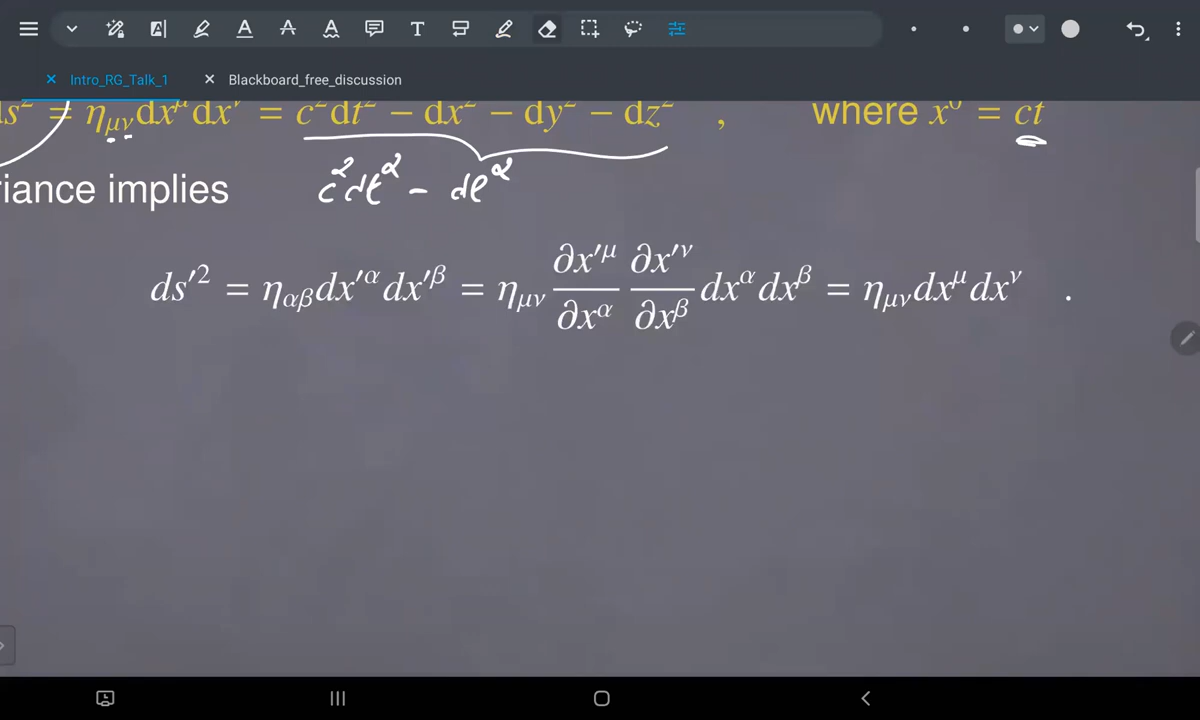 T
Intro_RG_Talk_1
Blackboard_free_discussion
ds² = η_μν dx^μ dx^ν = c²dt² − dx² − dy² − dz² , where x⁰ = ct
riance implies
c²dt² − dℓ²
ds′² = η_αβ dx′^α dx′^β = η_μν ∂x′^μ/∂x^α ∂x′^ν/∂x^β dx^α dx^β = η_μν dx^μ dx^ν .